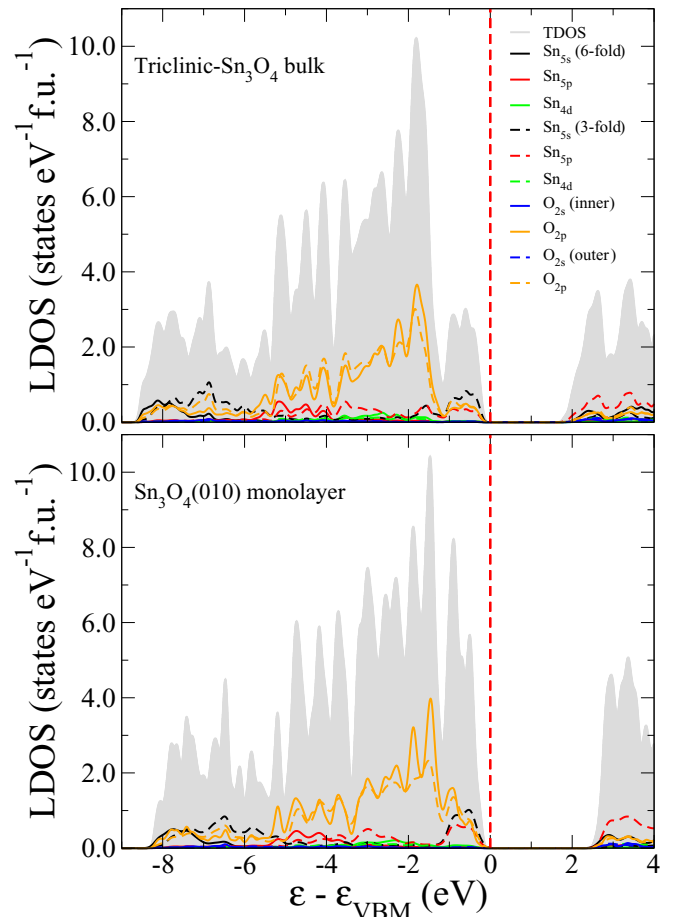 Triclinic-Sn3O4 bulk
TDOS
Sn5s (6-fold)
Sn5p
Sn4d
Sn5s (3-fold)
Sn5p
Sn4d
O2s (inner)
O2p
O2s (outer)
O2p
10.0
8.0
6.0
4.0
2.0
0.0
LDOS (states eV-1f.u.-1)
Sn3O4(010) monolayer
10.0
8.0
6.0
4.0
2.0
0.0
LDOS (states eV-1f.u.-1)
-8 -6 -4 -2 0 2 4
ε - εVBM (eV)